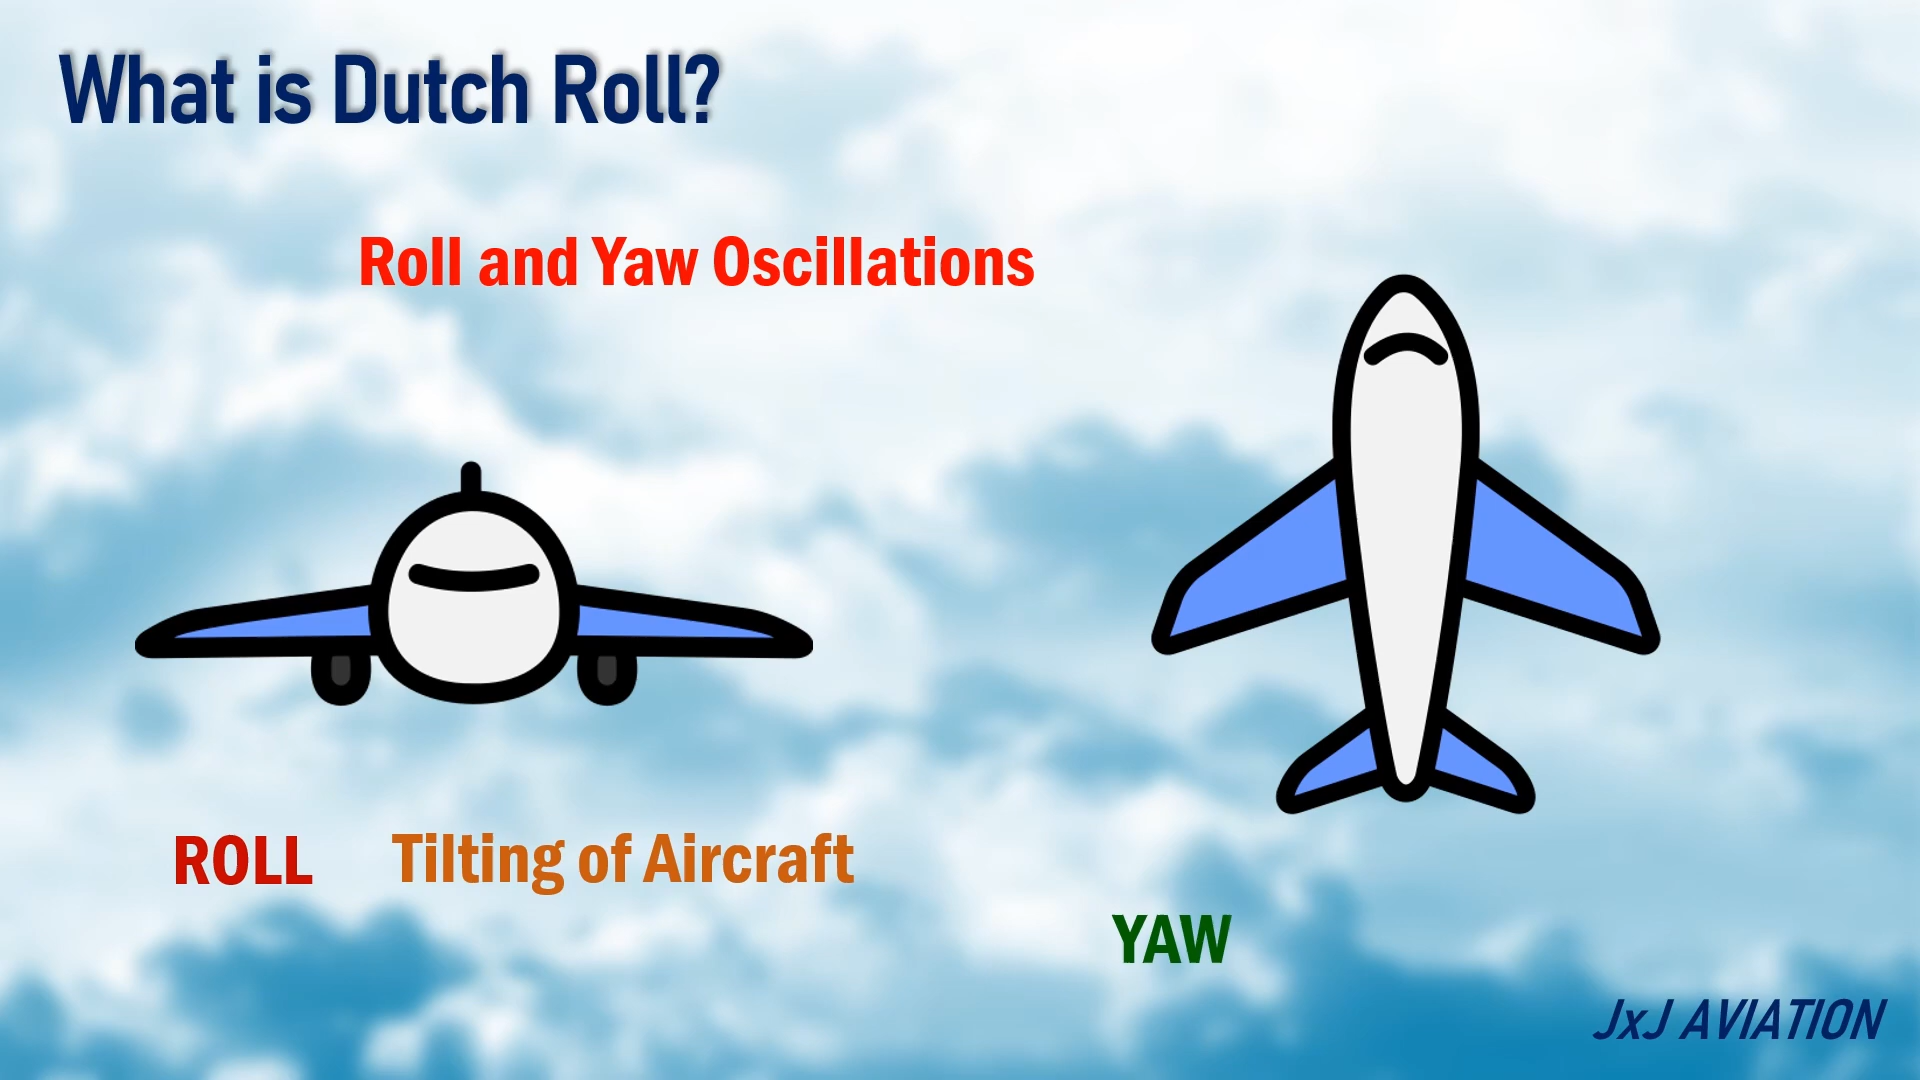 What is Dutch Roll?
Roll and Yaw Oscillations
ROLL Tilting of Aircraft
YAW
JxJ AVIATION